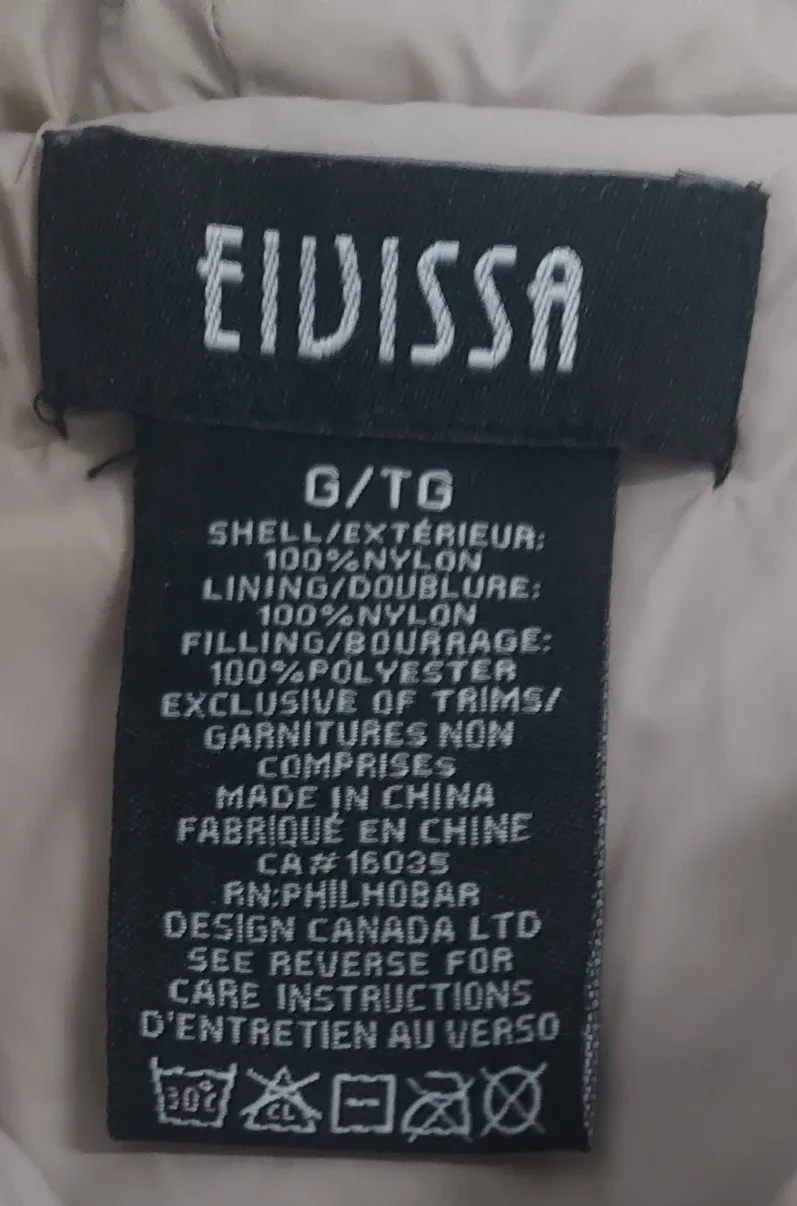 EIVISSA
G/TG
SHELL/EXTÉRIEUR:
100%NYLON
LINING/DOUBLURE:
100%NYLON
FILLING/BOURRAGE:
100%POLYESTER
EXCLUSIVE OF TRIMS/
GARNITURES NON
COMPRISES
MADE IN CHINA
FABRIQUÉ EN CHINE
CA#16035
RN:PHILHOBAR
DESIGN CANADA LTD
SEE REVERSE FOR
CARE INSTRUCTIONS
D'ENTRETIEN AU VERSO
30°C CL